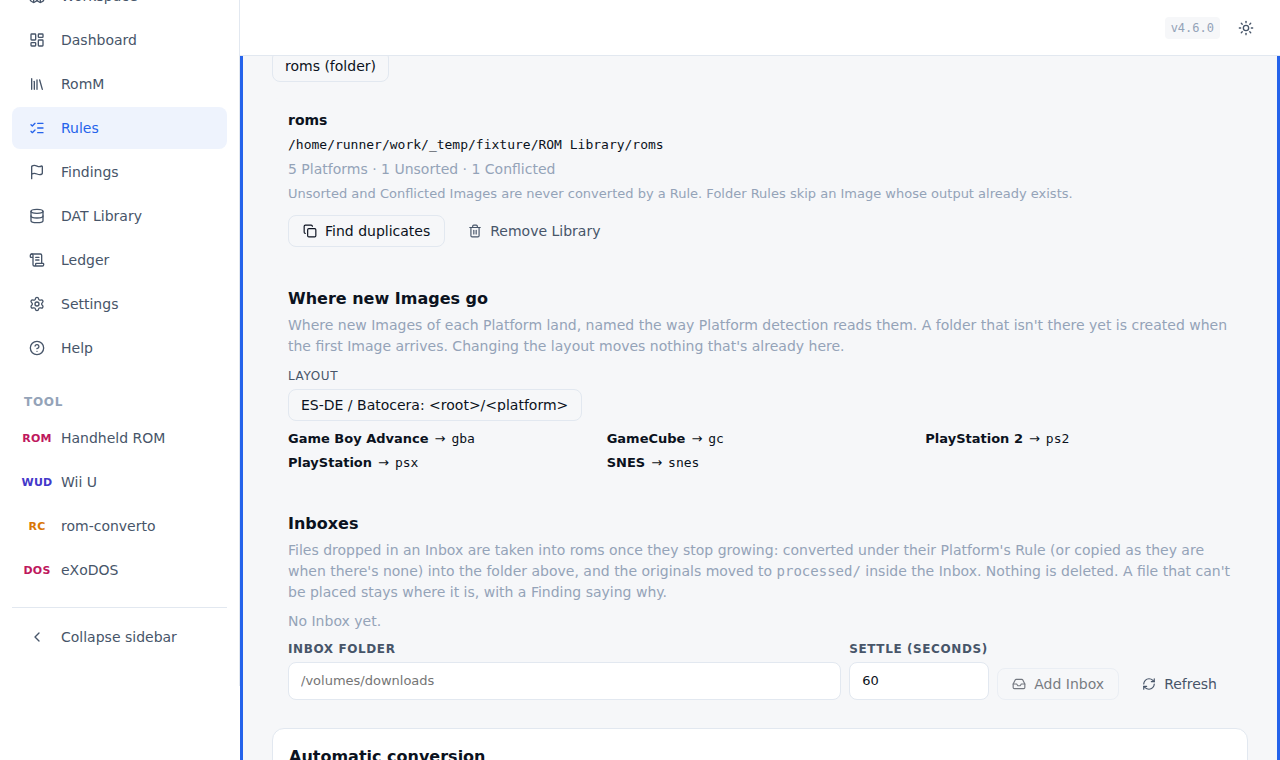 Dashboard
RomM
Rules
Findings
DAT Library
Ledger
Settings
Help
TOOL
ROM Handheld ROM
WUD Wii U
RC rom-converto
DOS eXoDOS
Collapse sidebar
v4.6.0
roms (folder)
roms
/home/runner/work/_temp/fixture/ROM Library/roms
5 Platforms · 1 Unsorted · 1 Conflicted
Unsorted and Conflicted Images are never converted by a Rule. Folder Rules skip an Image whose output already exists.
Find duplicates Remove Library
Where new Images go
Where new Images of each Platform land, named the way Platform detection reads them. A folder that isn't there yet is created when
the first Image arrives. Changing the layout moves nothing that's already here.
LAYOUT
ES-DE / Batocera: <root>/<platform>
Game Boy Advance → gba GameCube → gc PlayStation 2 → ps2
PlayStation → psx SNES → snes
Inboxes
Files dropped in an Inbox are taken into roms once they stop growing: converted under their Platform's Rule (or copied as they are
when there's none) into the folder above, and the originals moved to processed/ inside the Inbox. Nothing is deleted. A file that can't
be placed stays where it is, with a Finding saying why.
No Inbox yet.
INBOX FOLDER SETTLE (SECONDS)
/volumes/downloads 60 Add Inbox Refresh
Automatic conversion